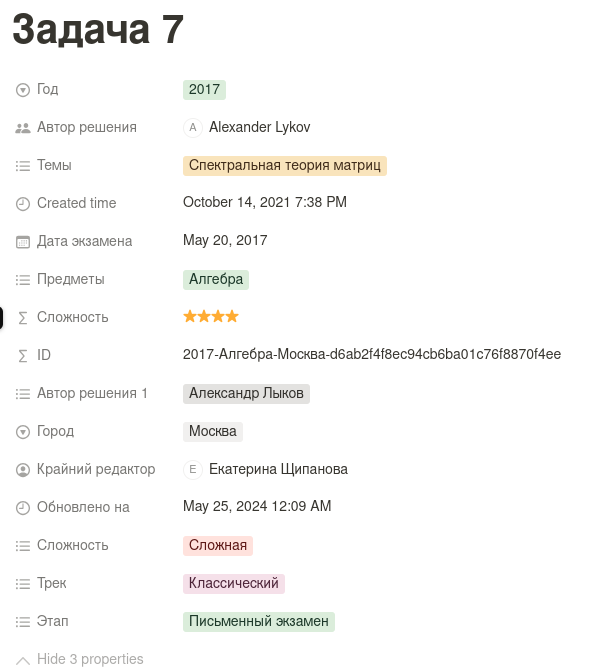 Задача 7
Год 2017
Автор решения A Alexander Lykov
Темы Спектральная теория матриц
Created time October 14, 2021 7:38 PM
Дата экзамена May 20, 2017
Предметы Алгебра
Сложность ★★★★
ID 2017-Алгебра-Москва-d6ab2f4f8ec94cb6ba01c76f8870f4ee
Автор решения 1 Александр Лыков
Город Москва
Крайний редактор E Екатерина Щипанова
Обновлено на May 25, 2024 12:09 AM
Сложность Сложная
Трек Классический
Этап Письменный экзамен
Hide 3 properties